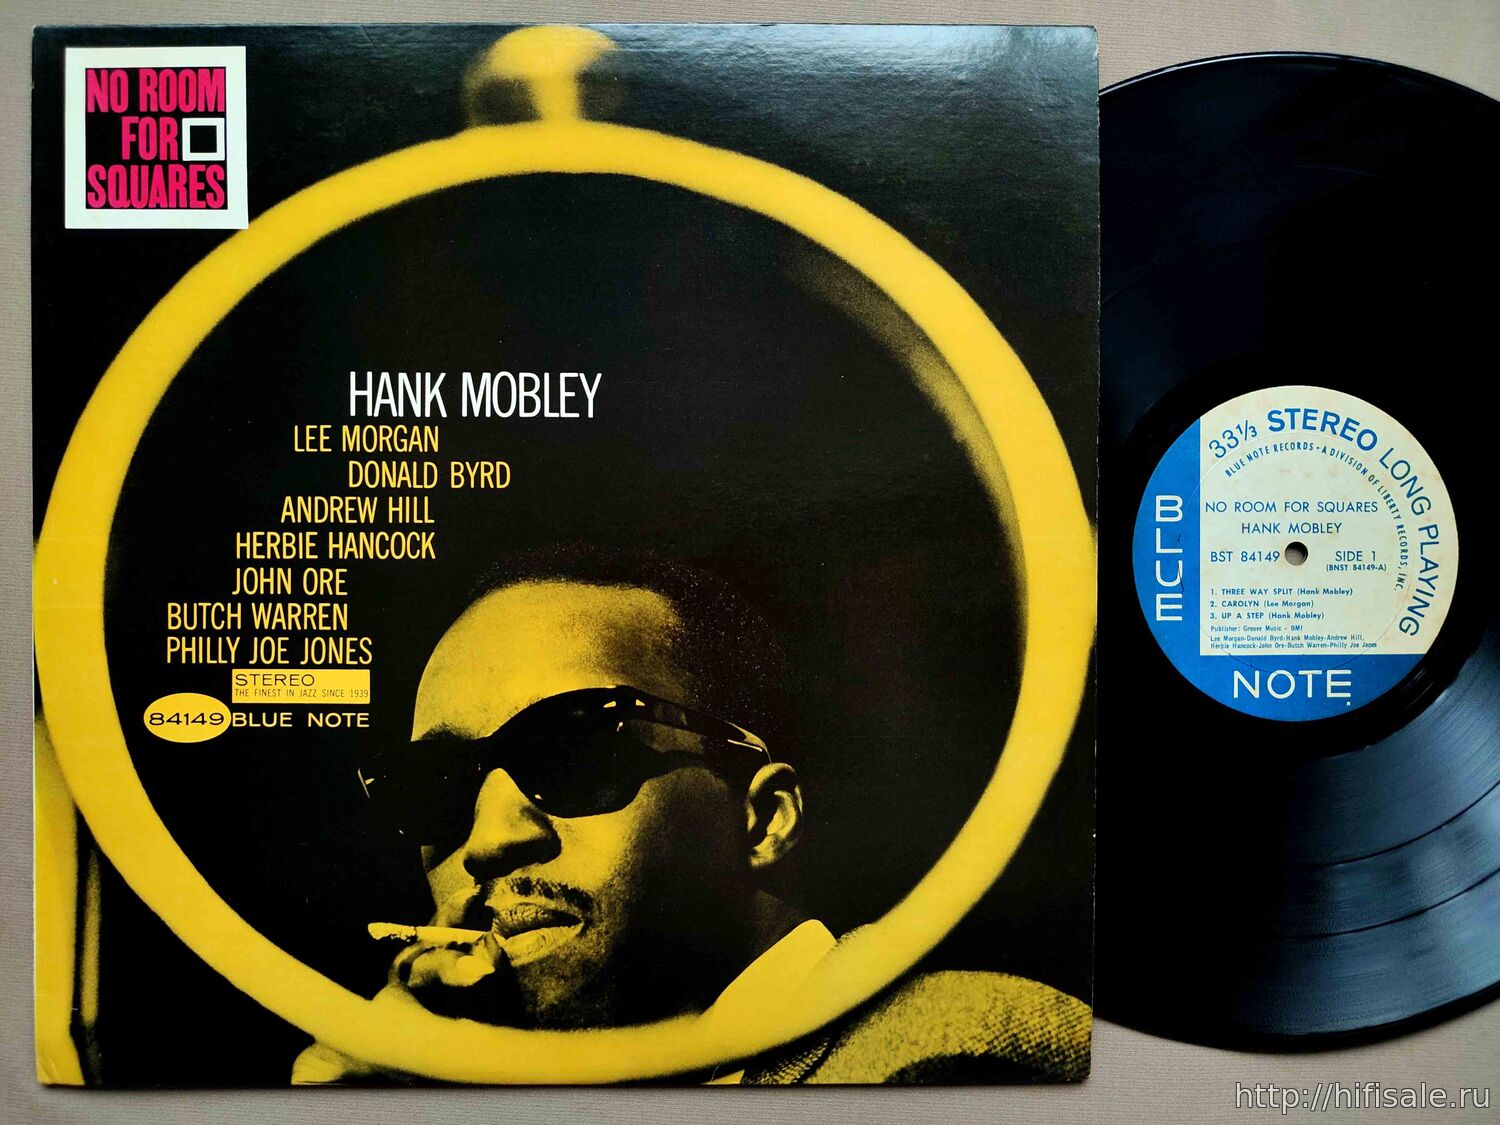 NO ROOM
FOR
SQUARES
HANK MOBLEY
LEE MORGAN
DONALD BYRD
ANDREW HILL
HERBIE HANCOCK
JOHN ORE
BUTCH WARREN
PHILLY JOE JONES
STEREO
THE FINEST IN JAZZ SINCE 1939
84149 BLUE NOTE
33 1/3 STEREO LONG PLAYING
BLUE NOTE RECORDS • A DIVISION OF LIBERTY RECORDS, INC.
BLUE
NO ROOM FOR SQUARES
HANK MOBLEY
BST 84149 SIDE 1
(BNST 84149-A)
1. THREE WAY SPLIT (Hank Mobley)
2. CAROLYN (Lee Morgan)
3. UP A STEP (Hank Mobley)
Publisher: Groove Music - BMI
Lee Morgan-Donald Byrd-Hank Mobley-Andrew Hill,
Herbie Hancock-John Ore-Butch Warren-Philly Joe Jones
NOTE
R
http://hifisale.ru